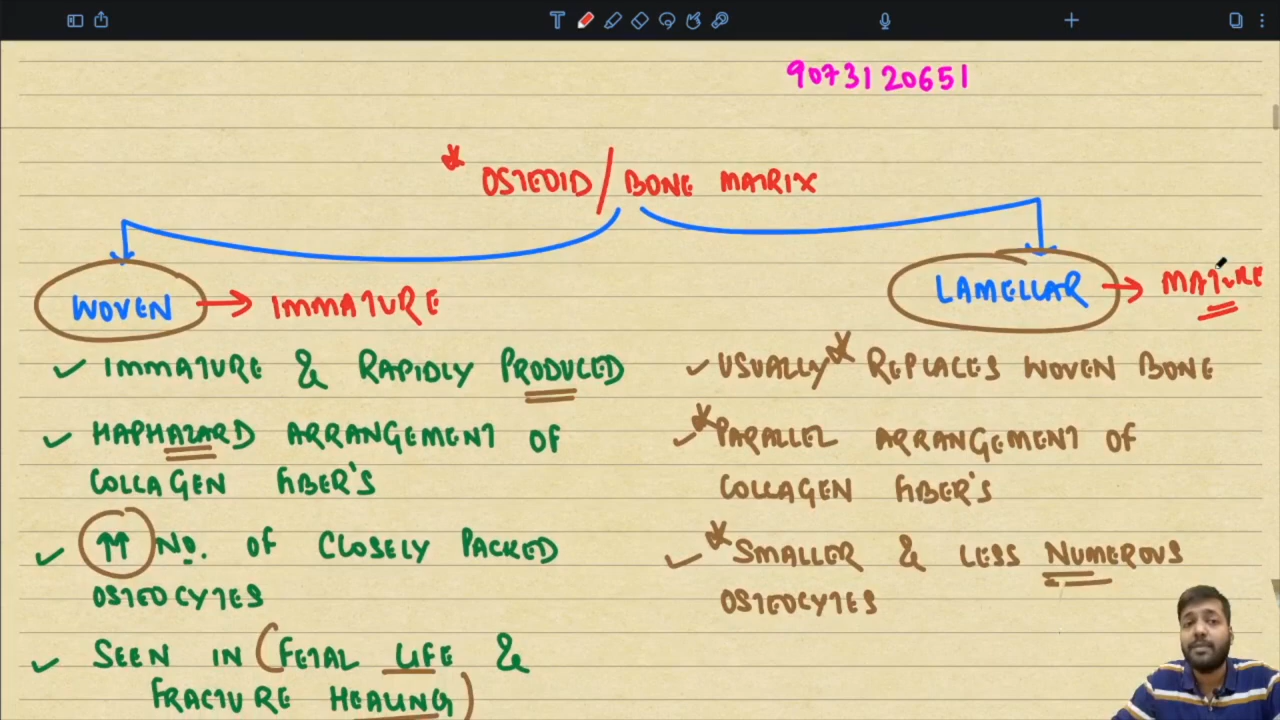 9073120651
* OSTEOID / BONE MATRIX
WOVEN → IMMATURE
LAMELLAR → MATURE
✓ IMMATURE & RAPIDLY PRODUCED
✓ HAPHAZARD ARRANGEMENT OF
COLLAGEN FIBER'S
✓ ↑↑ NO. OF CLOSELY PACKED
OSTEOCYTES
✓ SEEN IN (FETAL LIFE &
FRACTURE HEALING)
✓ USUALLY * REPLACES WOVEN BONE
✓ * PARALLEL ARRANGEMENT OF
COLLAGEN FIBER'S
✓ * SMALLER & LESS NUMEROUS
OSTEOCYTES